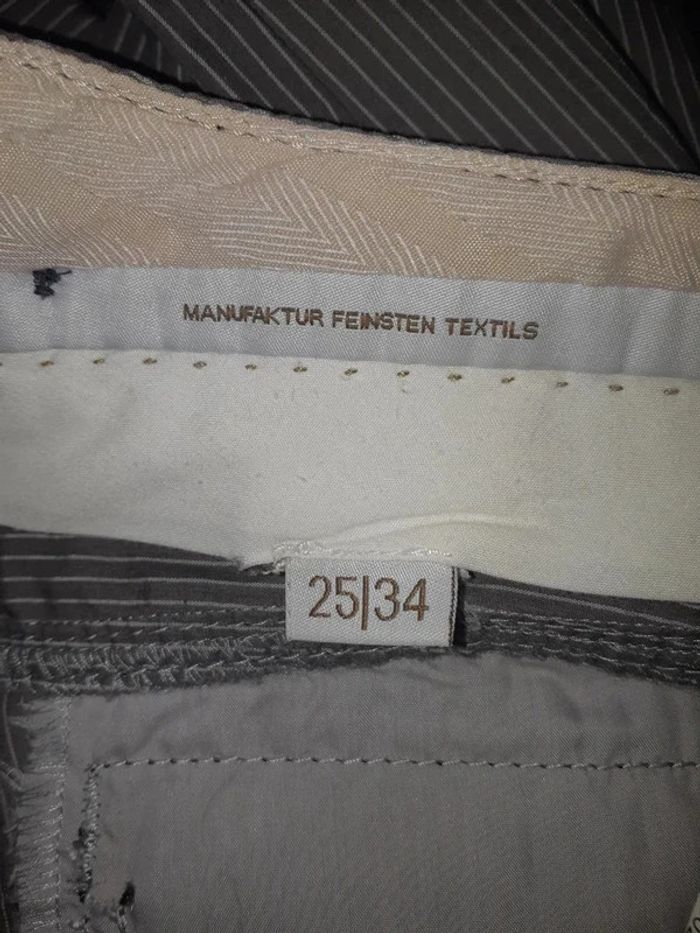 MANUFAKTUR FEINSTEN TEXTILS
25|34